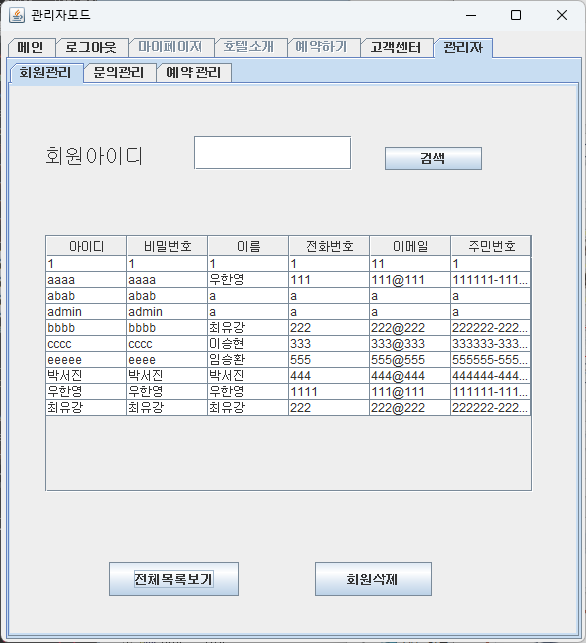 관리자모드
메인 로그아웃 마이페이지 호텔소개 예약하기 고객센터 관리자
회원관리 문의관리 예약 관리
회원아이디 검색
아이디 비밀번호 이름 전화번호 이메일 주민번호
1 1 1 1 11 1
aaaa aaaa 우한영 111 111@111 111111-111...
abab abab a a a a
admin admin a a a a
bbbb bbbb 최유강 222 222@222 222222-222...
cccc cccc 이승현 333 333@333 333333-333...
eeeee eeee 임승환 555 555@555 555555-555...
박서진 박서진 박서진 444 444@444 444444-444...
우한영 우한영 우한영 1111 111@111 111111-111...
최유강 최유강 최유강 222 222@222 222222-222...
전체목록보기 회원삭제